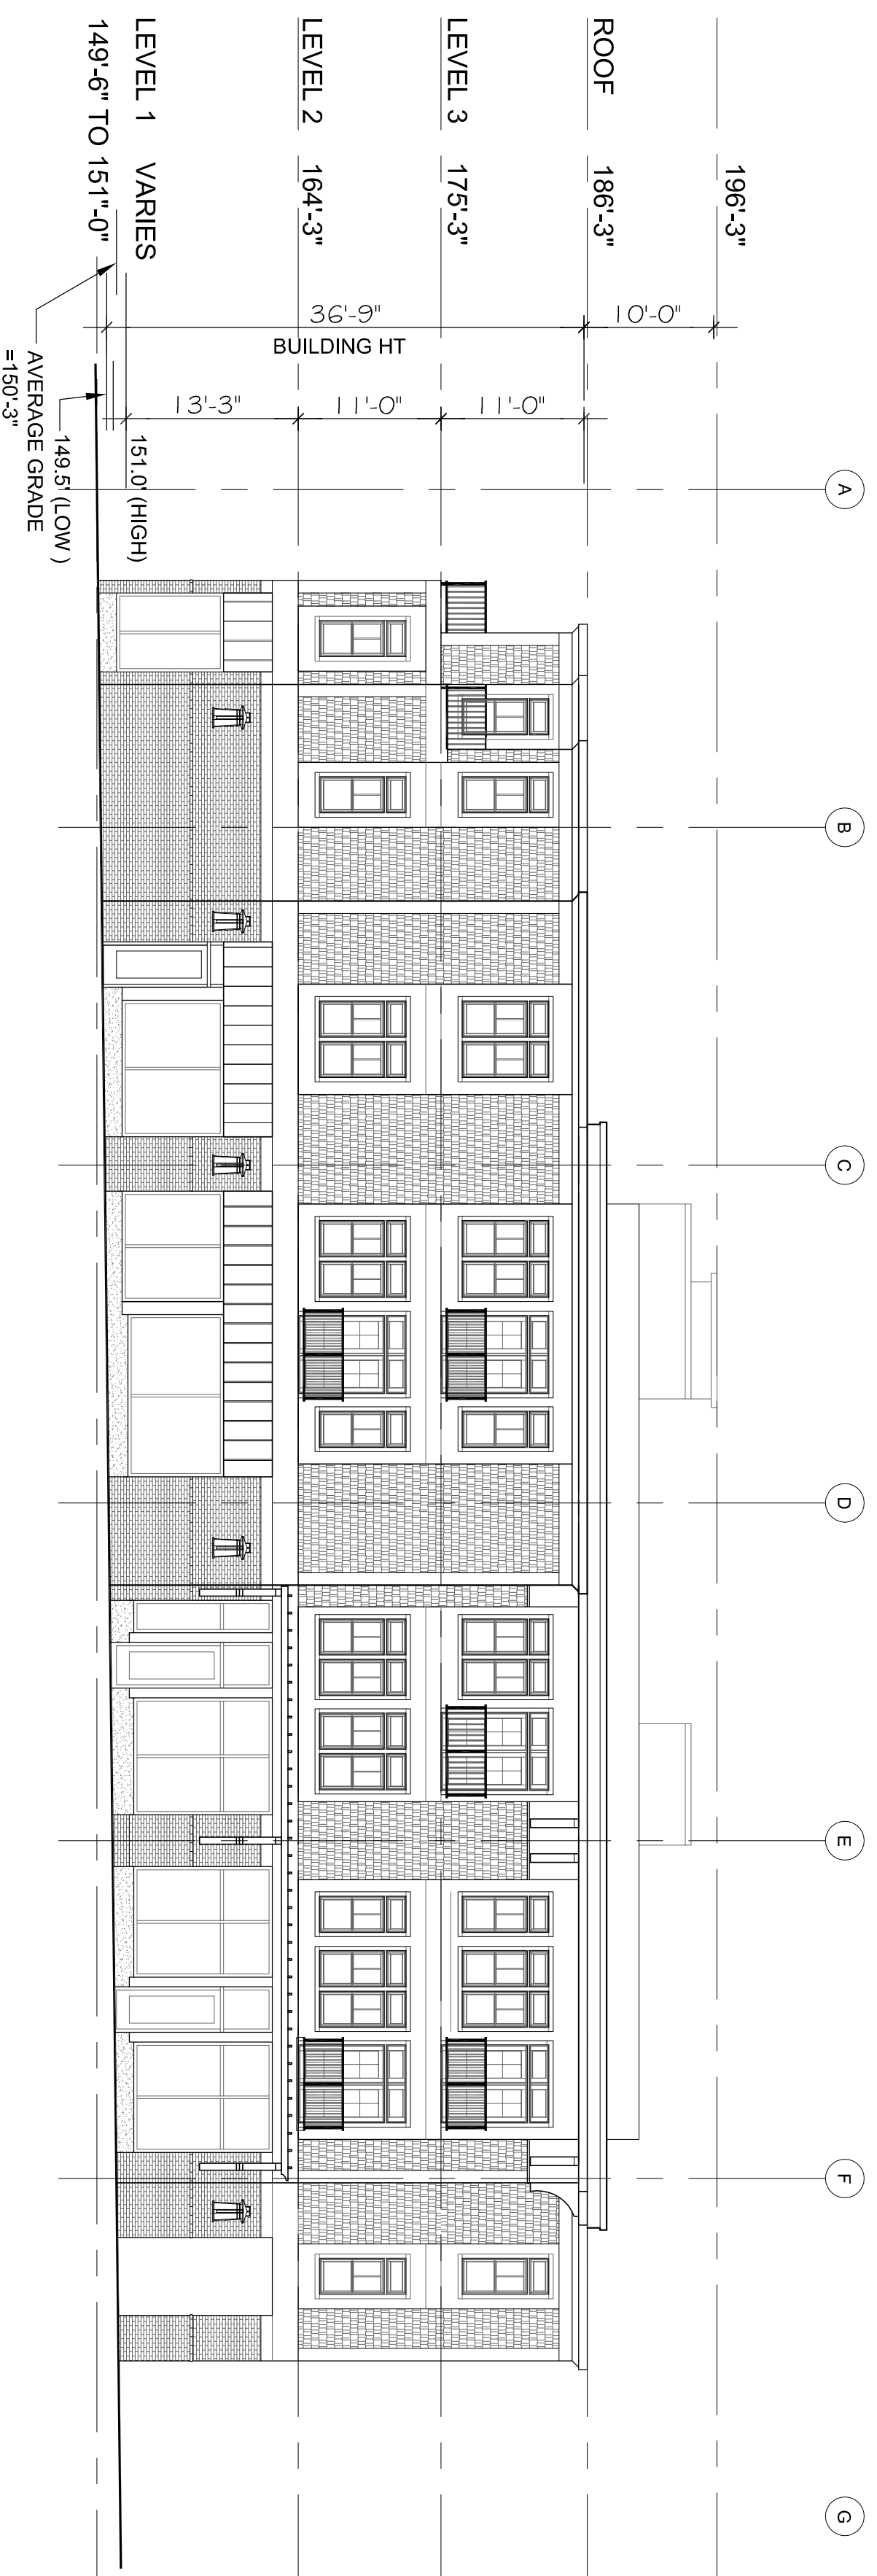 196'-3"
ROOF 186'-3"
LEVEL 3 175'-3"
LEVEL 2 164'-3"
LEVEL 1 VARIES
149'-6" TO 151"-0"
10'-0"
36'-9"
BUILDING HT
11'-0"
11'-0"
13'-3"
151.0' (HIGH)
149.5' (LOW )
AVERAGE GRADE
=150'-3"
A
B
C
D
E
F
G